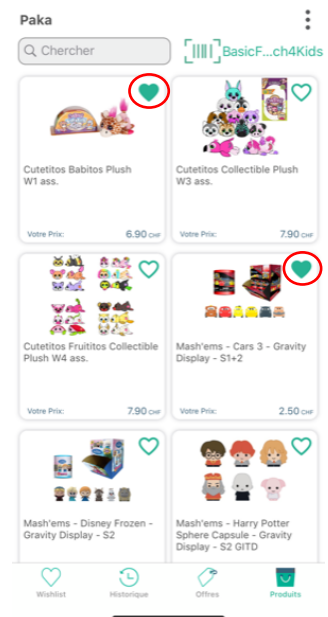 Paka
Chercher
BasicF...ch4Kids
Cutetitos Babitos Plush
W1 ass.
Votre Prix: 6.90 CHF
Cutetitos Collectible Plush
W3 ass.
Votre Prix: 7.90 CHF
Cutetitos Fruititos Collectible
Plush W4 ass.
Votre Prix: 7.90 CHF
Mash'ems - Cars 3 - Gravity
Display - S1+2
Votre Prix: 2.50 CHF
Mash'ems - Disney Frozen -
Gravity Display - S2
Mash'ems - Harry Potter
Sphere Capsule - Gravity
Display - S2 GITD
Wishlist
Historique
Offres
Produits